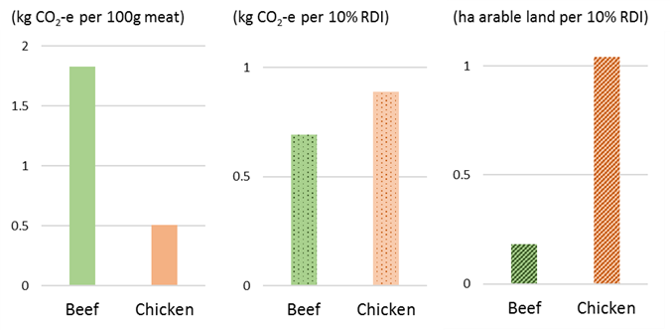 (kg CO₂-e per 100g meat)
2
1.5
1
0.5
0
Beef
Chicken
(kg CO₂-e per 10% RDI)
1
0.5
0
Beef
Chicken
(ha arable land per 10% RDI)
1
0.5
0
Beef
Chicken